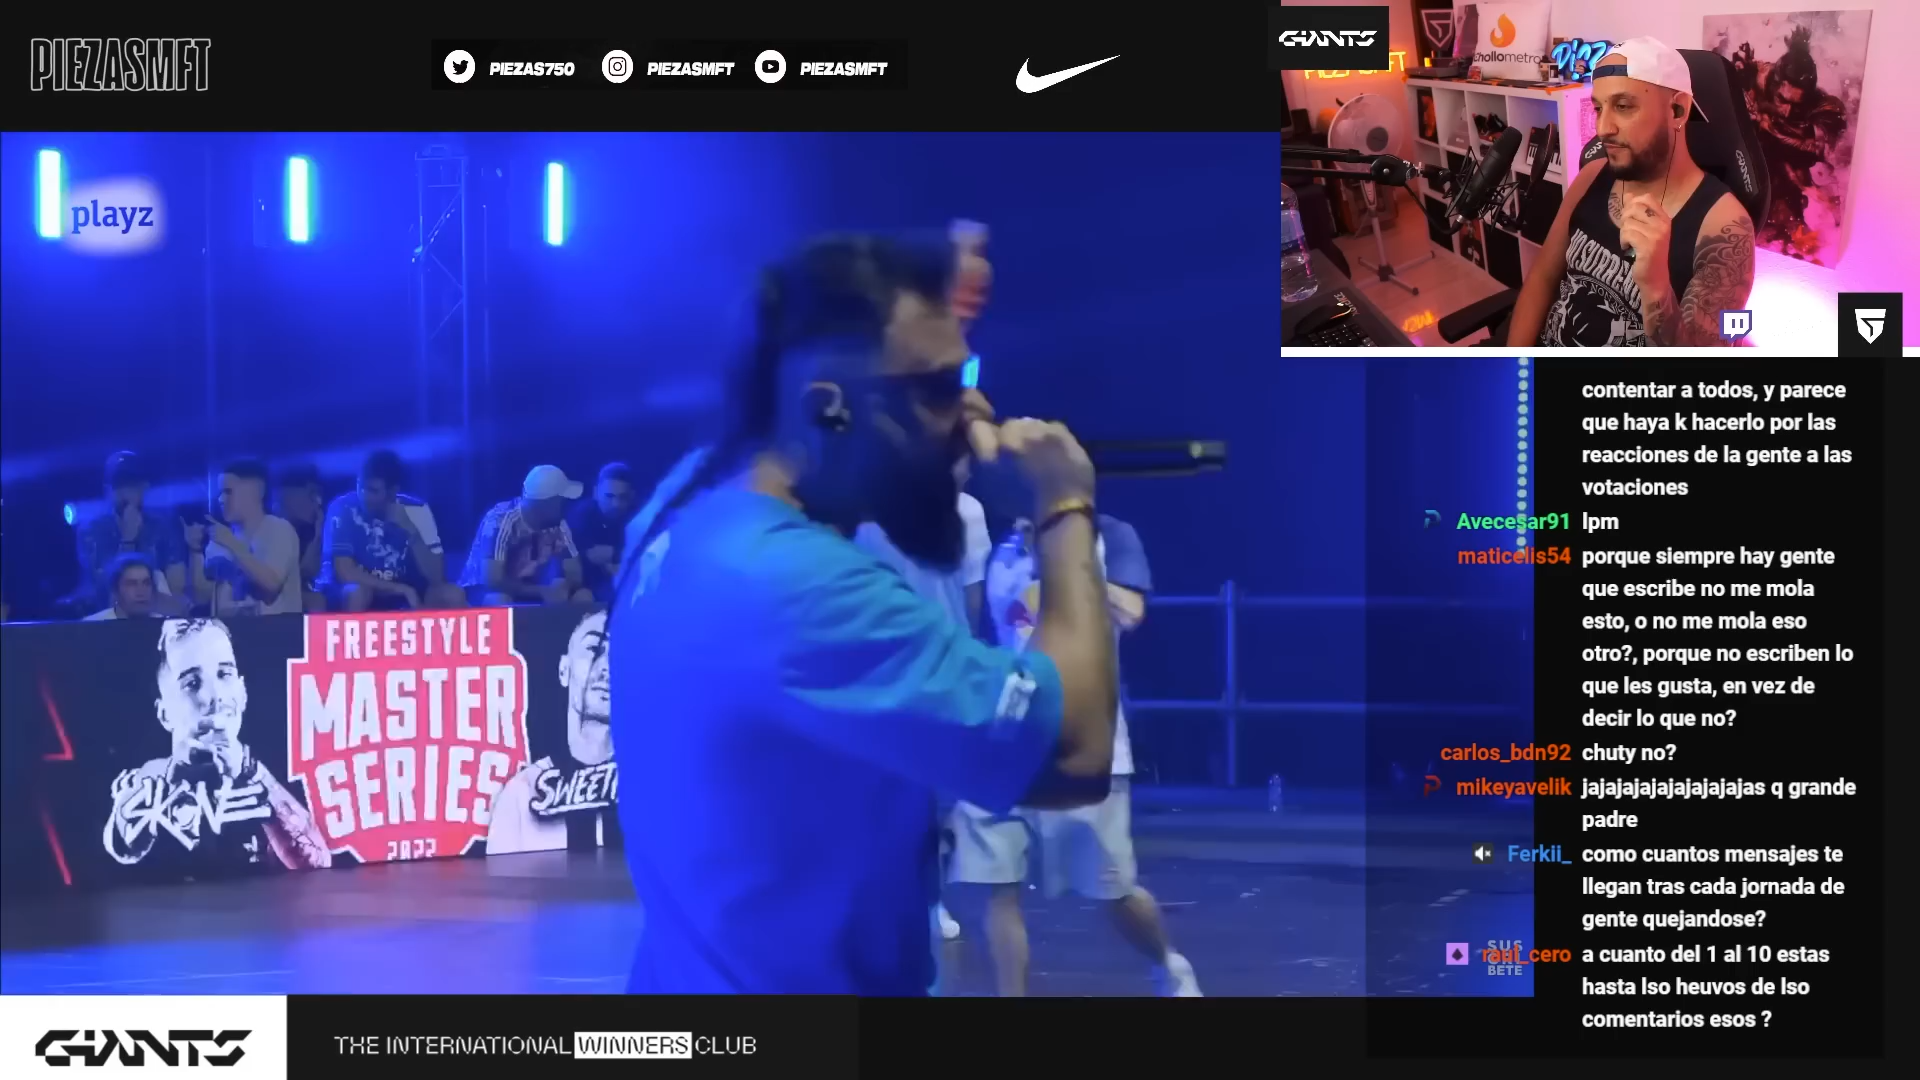 PIEZASMFT
PIEZAS750
PIEZASMFT
PIEZASMFT
GIANTS
chollometro
playz
FREESTYLE
MASTER
SERIES
2022
SKONE
contentar a todos, y parece
que haya k hacerlo por las
reacciones de la gente a las
votaciones
Avecesar91 lpm
maticelis54 porque siempre hay gente
que escribe no me mola
esto, o no me mola eso
otro?, porque no escriben lo
que les gusta, en vez de
decir lo que no?
carlos_bdn92 chuty no?
mikeyavelik jajajajajajajajajas q grande
padre
Ferkii_ como cuantos mensajes te
llegan tras cada jornada de
gente quejandose?
raul_cero a cuanto del 1 al 10 estas
hasta lso heuvos de lso
comentarios esos ?
SUS
BETE
GIANTS
THE INTERNATIONAL WINNERS CLUB